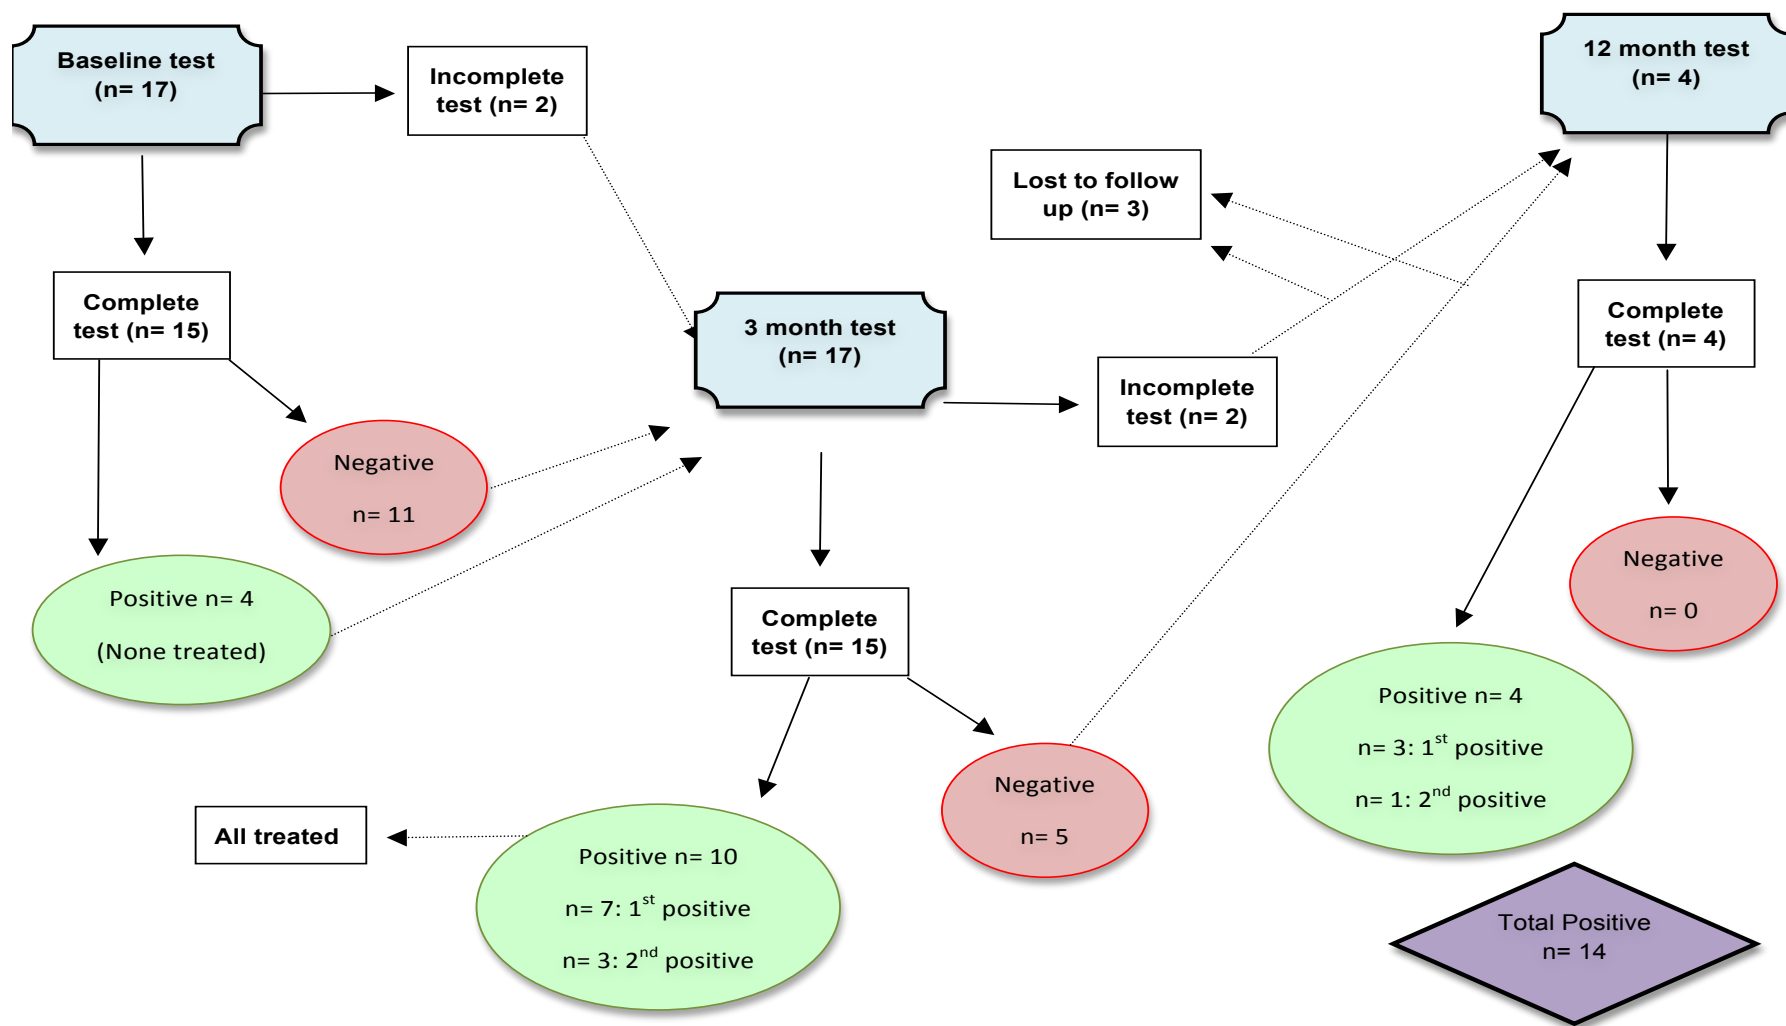 Baseline test
(n= 17)
Incomplete
test (n= 2)
Complete
test (n= 15)
Negative
n= 11
Positive n= 4
(None treated)
3 month test
(n= 17)
Incomplete
test (n= 2)
Complete
test (n= 15)
Negative
n= 5
Positive n= 10
n= 7: 1st positive
n= 3: 2nd positive
All treated
Lost to follow
up (n= 3)
12 month test
(n= 4)
Complete
test (n= 4)
Negative
n= 0
Positive n= 4
n= 3: 1st positive
n= 1: 2nd positive
Total Positive
n= 14